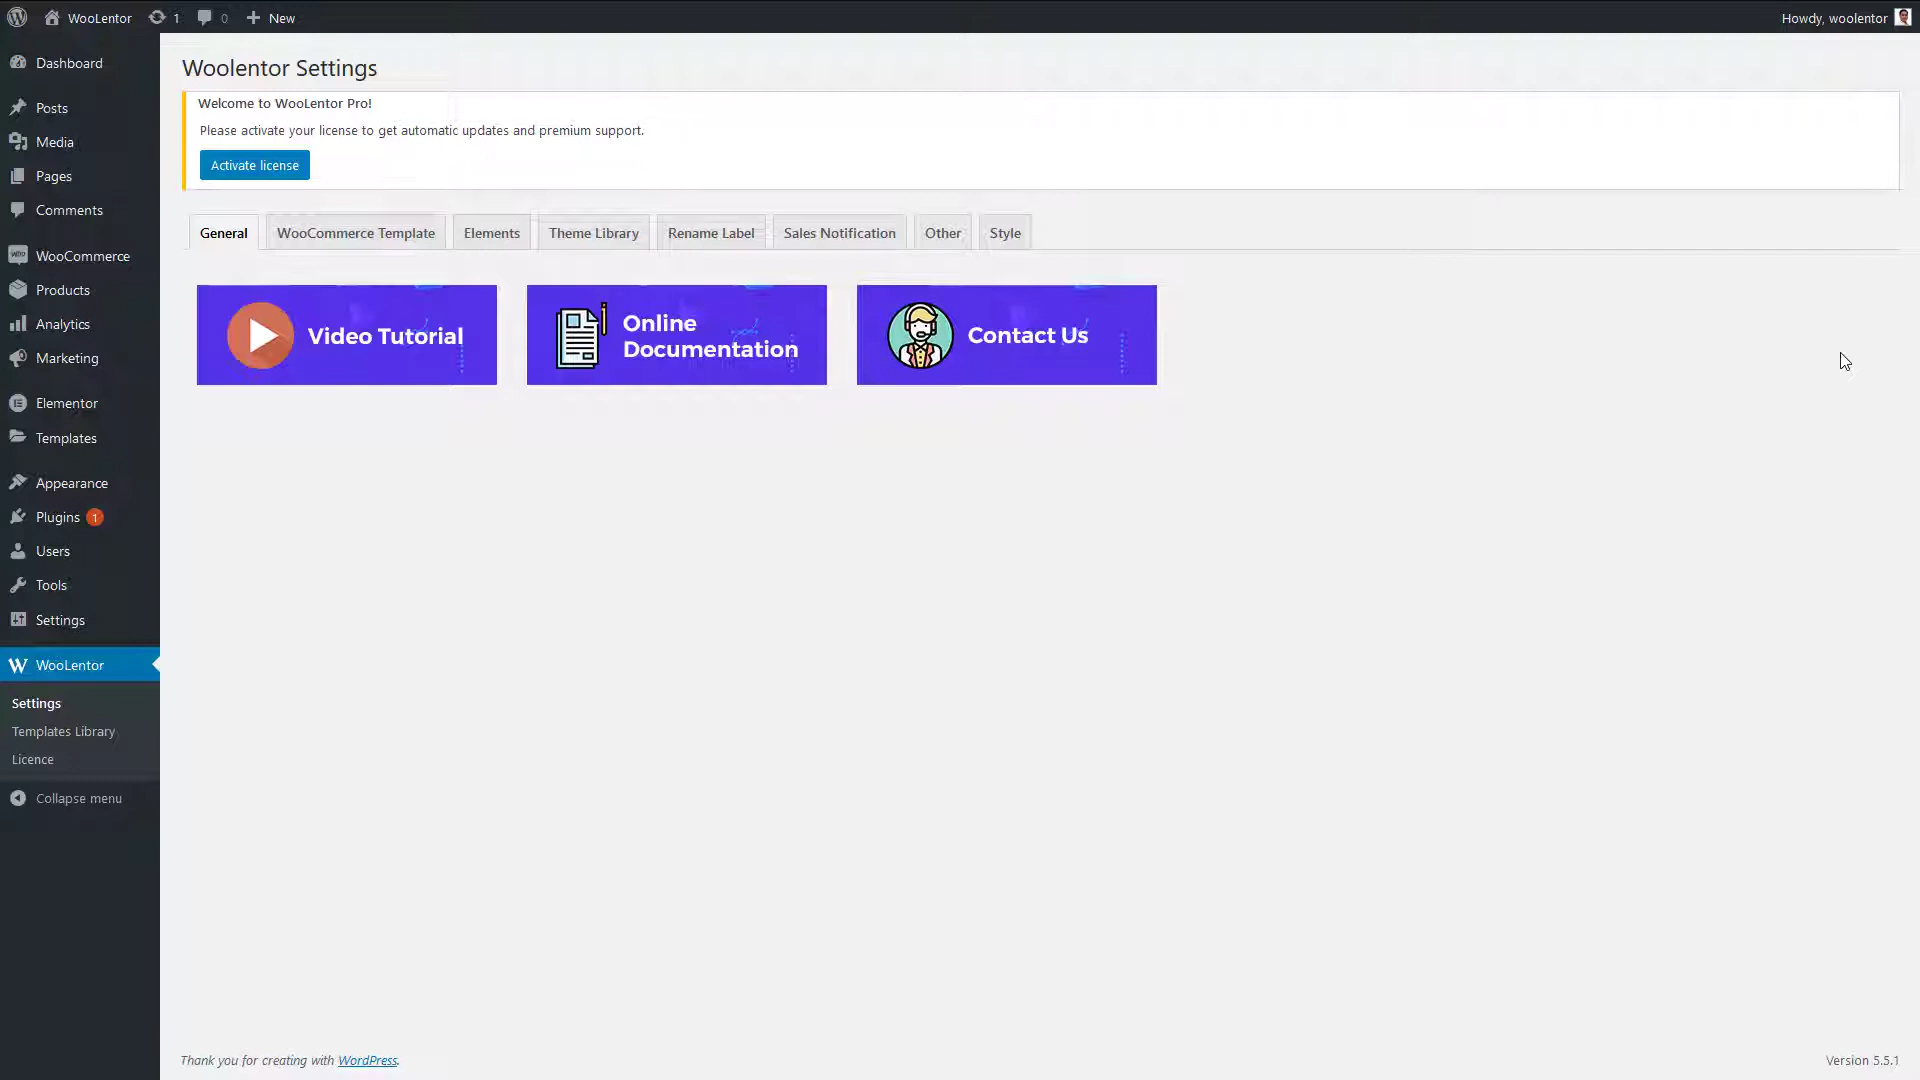 WooLentor
1
0
New
Howdy, woolentor
Dashboard
Posts
Media
Pages
Comments
WooCommerce
Products
Analytics
Marketing
Elementor
Templates
Appearance
Plugins 1
Users
Tools
Settings
WooLentor
Settings
Templates Library
Licence
Collapse menu
Woolentor Settings
Welcome to WooLentor Pro!
Please activate your license to get automatic updates and premium support.
Activate license
General
WooCommerce Template
Elements
Theme Library
Rename Label
Sales Notification
Other
Style
Video Tutorial
Online
Documentation
Contact Us
Thank you for creating with WordPress.
Version 5.5.1